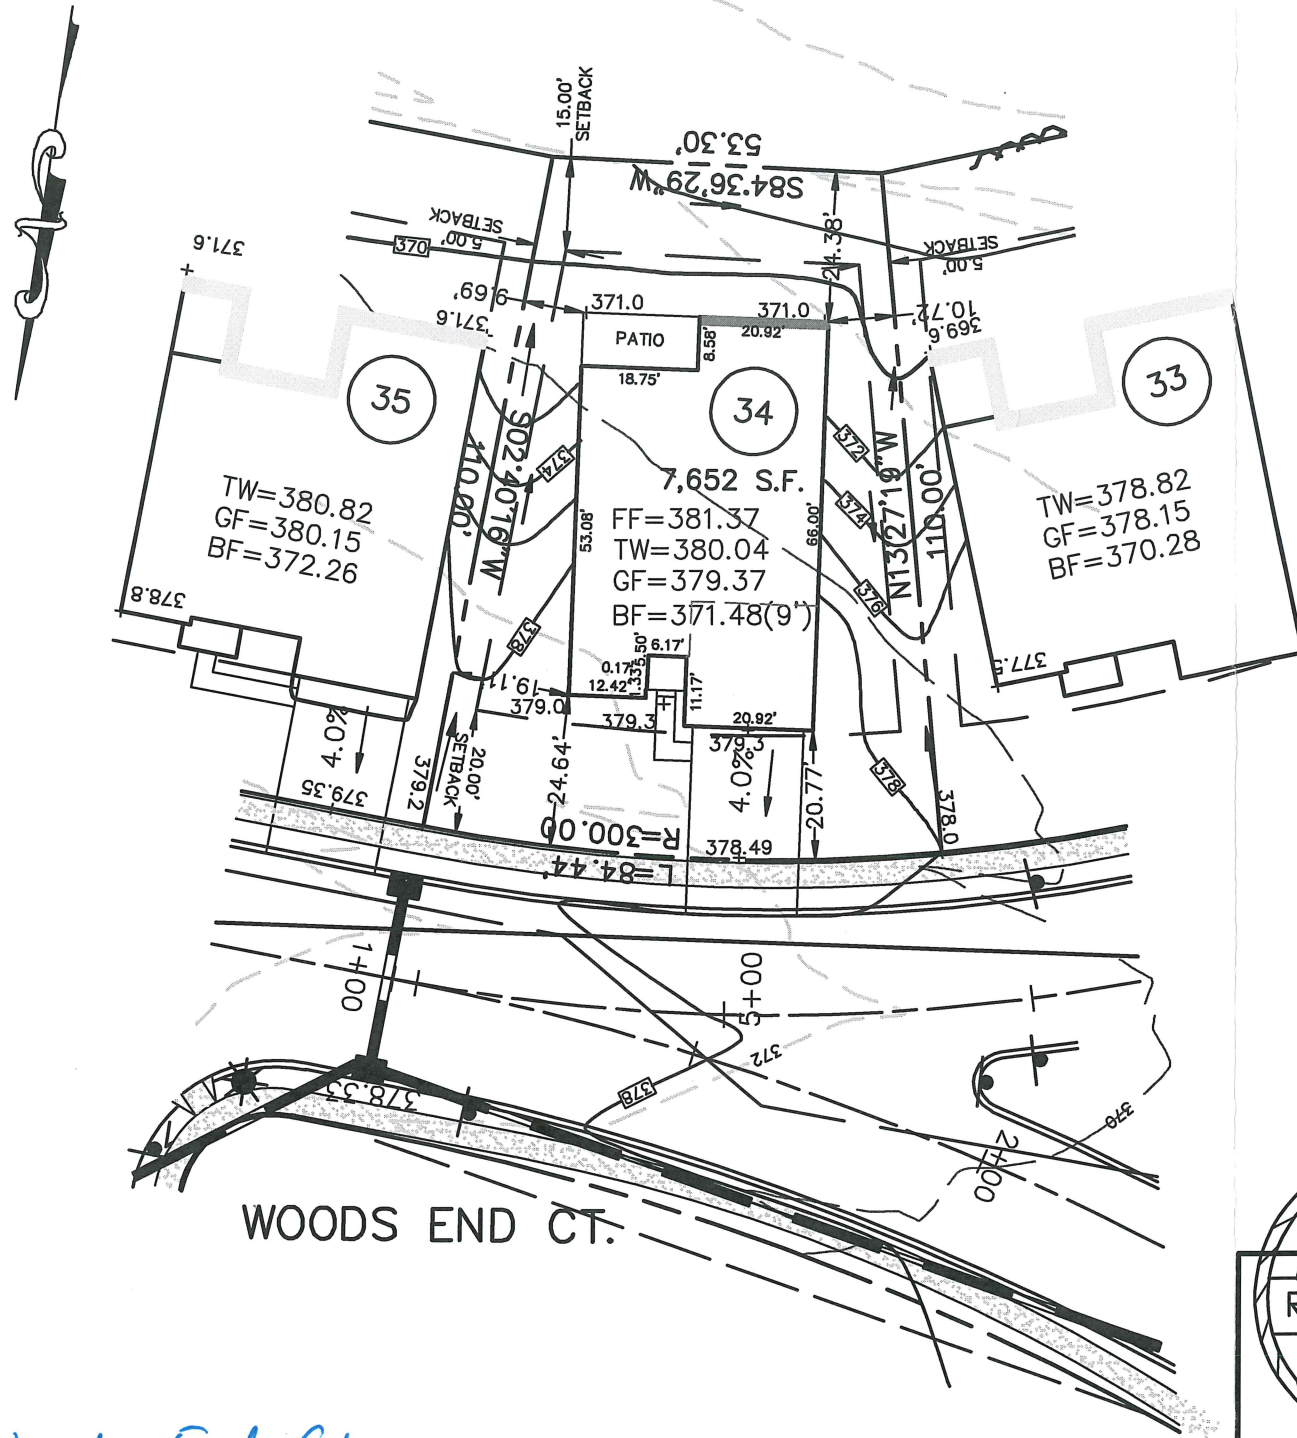 15.00'
SETBACK
53.30'
S84°36'29"W
SETBACK
5.00'
370
24.38'
SETBACK
5.00'
371.6
9.69'
371.0
371.0
10.72'
371.6
PATIO
8.58'
20.92'
369.6
18.75'
35
34
33
S02°40'16"W
110.00'
372
374
374
N13°27'19" W
110.00'
7,652 S.F.
TW=380.82
GF=380.15
BF=372.26
53.08'
FF=381.37
TW=380.04
GF=379.37
BF=371.48(9')
66.00'
TW=378.82
GF=378.15
BF=370.28
376
378.8
378
6.17'
5.50'
0.17'
1.33'
12.42'
11.17'
377.5
19.11'
379.0
379.3
20.92'
379.3
4.0%
379.35
379.2
SETBACK
20.00'
24.64'
4.0%
20.77'
378
378.0
R=300.00
L=84.44'
378.49
1+00
5+00
372
378.33
378
370
2+00
WOODS END CT.
R